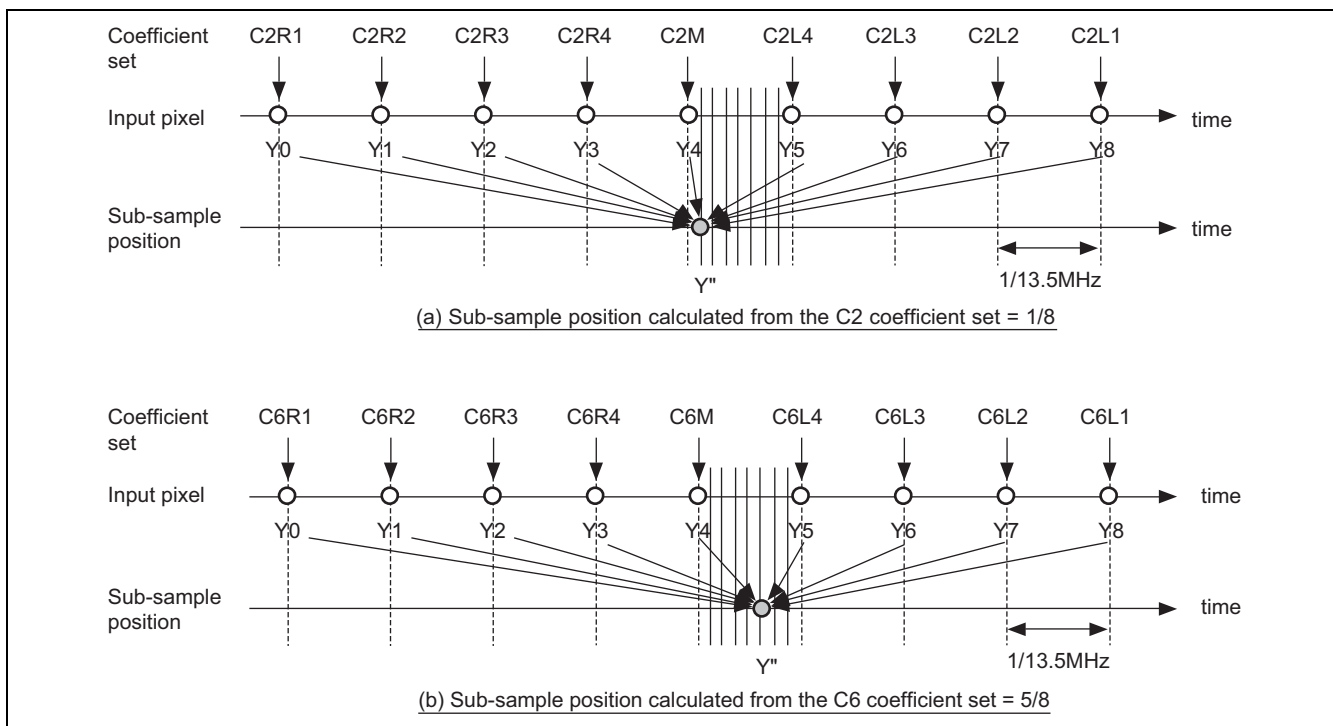 Coefficient set C2R1 C2R2 C2R3 C2R4 C2M C2L4 C2L3 C2L2 C2L1
Input pixel time
Y0 Y1 Y2 Y3 Y4 Y5 Y6 Y7 Y8
Sub-sample position time
1/13.5MHz
Y"
(a) Sub-sample position calculated from the C2 coefficient set = 1/8
Coefficient set C6R1 C6R2 C6R3 C6R4 C6M C6L4 C6L3 C6L2 C6L1
Input pixel time
Y0 Y1 Y2 Y3 Y4 Y5 Y6 Y7 Y8
Sub-sample position time
1/13.5MHz
Y"
(b) Sub-sample position calculated from the C6 coefficient set = 5/8